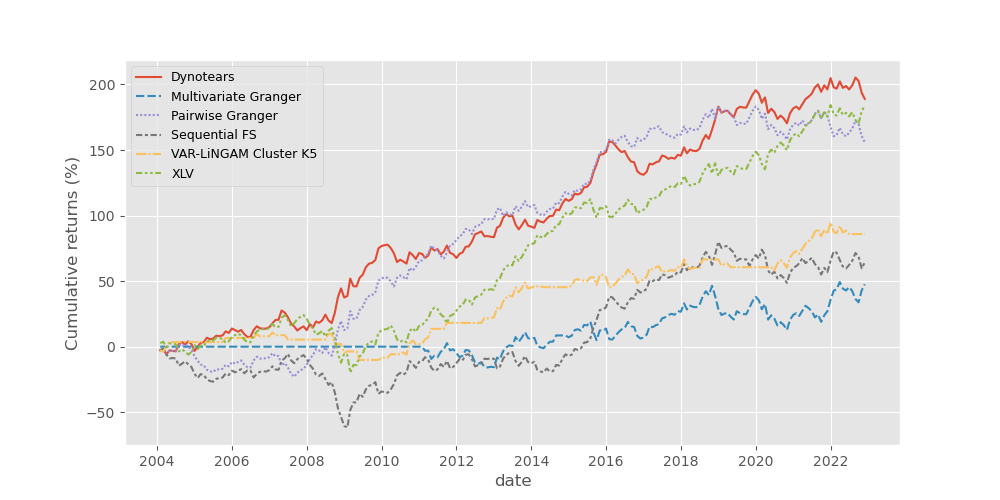 Dynotears
Multivariate Granger
Pairwise Granger
Sequential FS
VAR-LiNGAM Cluster K5
XLV
Cumulative returns (%)
200
150
100
50
0
−50
2004 2006 2008 2010 2012 2014 2016 2018 2020 2022
date